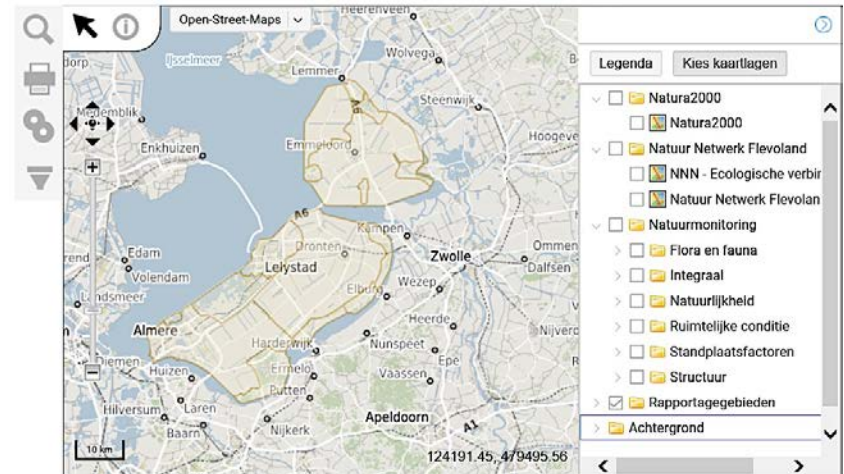 Open-Street-Maps
Heerenveen
IJsselmeer
Wolvega
Lemmer
Steenwijk
A6
Medemblik
Enkhuizen
Emmeloord
Hoogeve
A6
Kampen
Dronten
Zwolle
Ommen
Dalfsen
Edam
Volendam
Lelystad
Elburg
Wezep
Landsmeer
Heerde
Almere
Harderwijk
Nunspeet
Nijverd
Diemen
Huizen
Ermelo
Epe
Vaassen
Putten
Hilversum
Laren
Apeldoorn
Baarn
Nijkerk
A1
10 km
124191.45, 479495.56
Legenda
Kies kaartlagen
Natura2000
Natura2000
Natuur Netwerk Flevoland
NNN - Ecologische verbir
Natuur Netwerk Flevolan
Natuurmonitoring
Flora en fauna
Integraal
Natuurlijkheid
Ruimtelijke conditie
Standplaatsfactoren
Structuur
Rapportagegebieden
Achtergrond